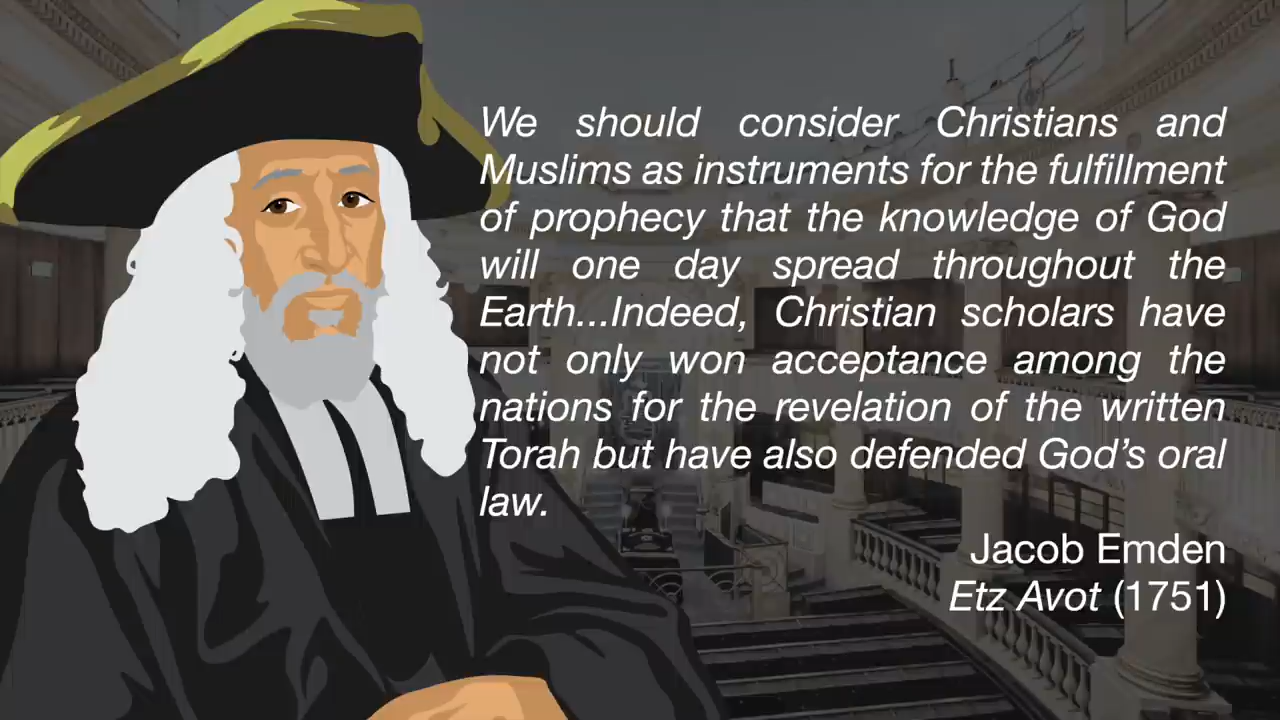 We should consider Christians and
Muslims as instruments for the fulfillment
of prophecy that the knowledge of God
will one day spread throughout the
Earth...Indeed, Christian scholars have
not only won acceptance among the
nations for the revelation of the written
Torah but have also defended God’s oral
law.
Jacob Emden
Etz Avot (1751)